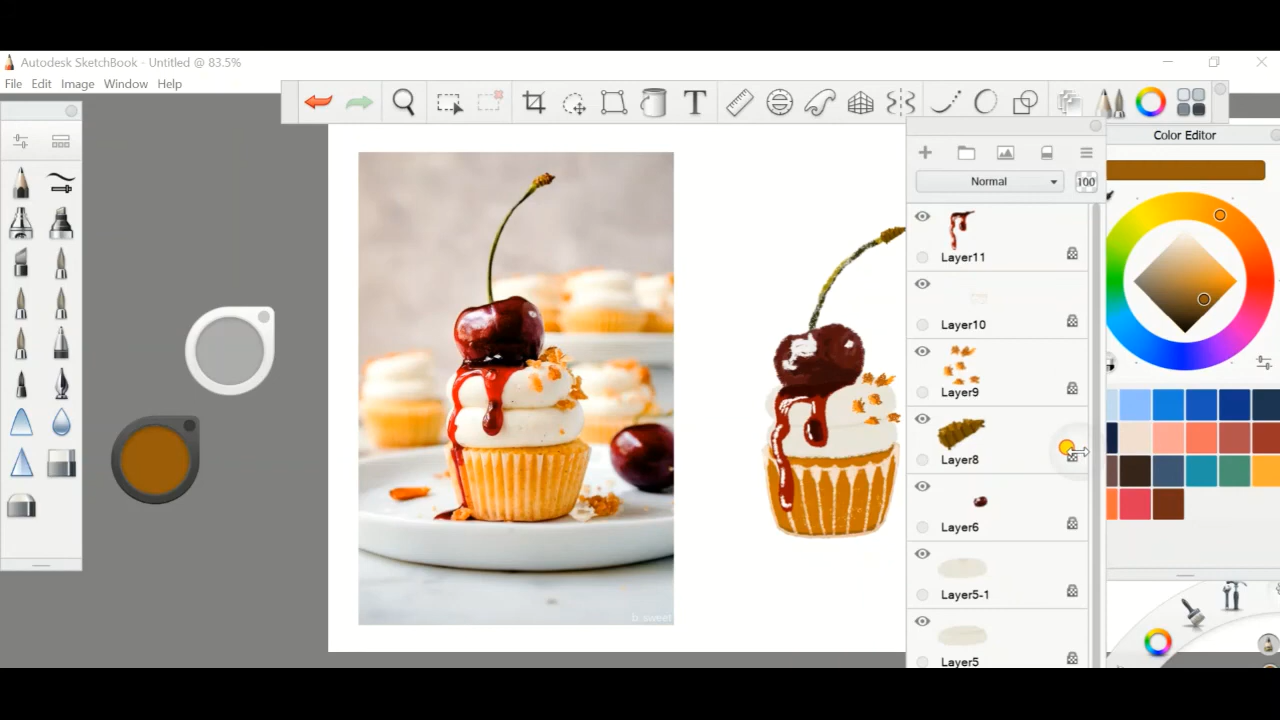 Autodesk SketchBook - Untitled @ 83.5%
File Edit Image Window Help
T
Color Editor
Normal
100
Layer11
Layer10
Layer9
Layer8
Layer6
Layer5-1
Layer5
b. sweet